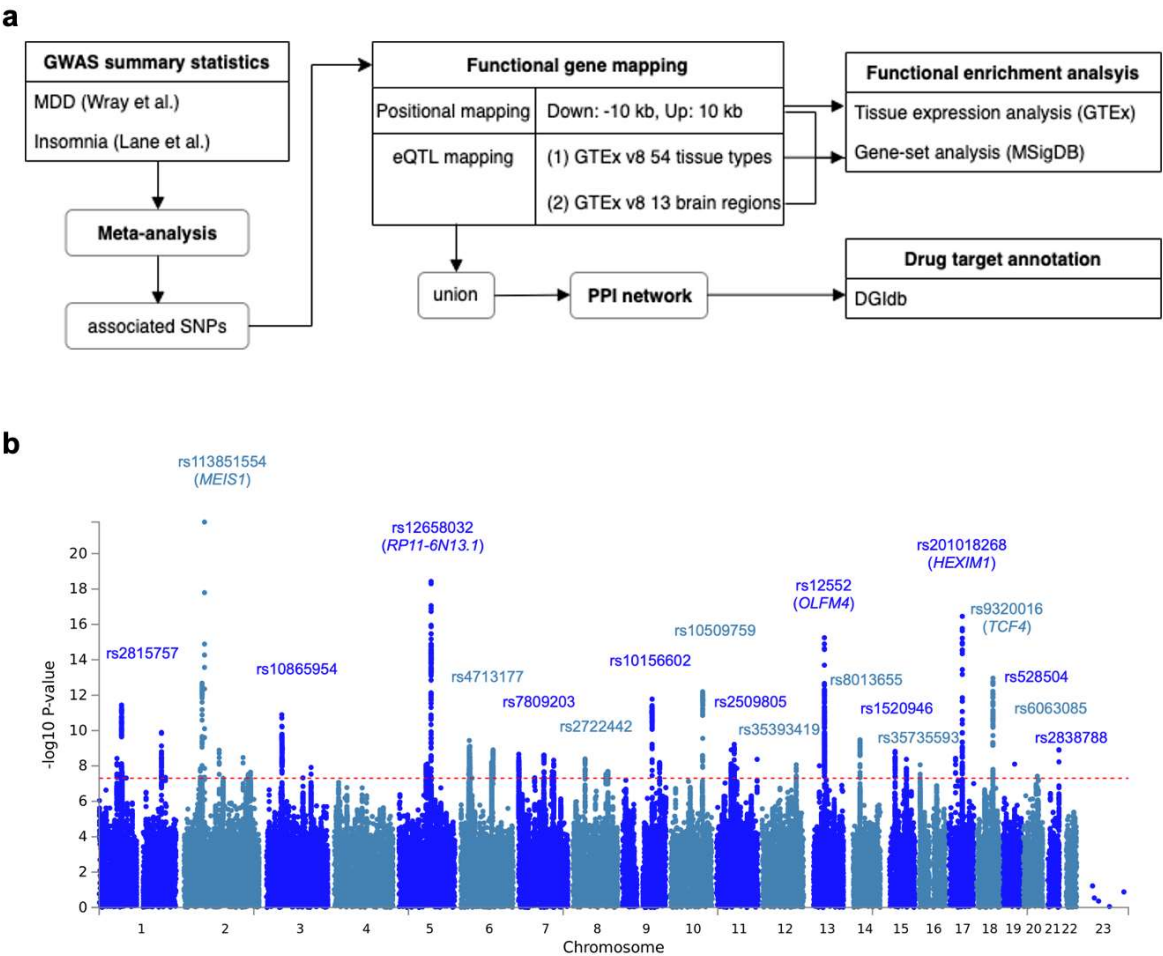 a
GWAS summary statistics
MDD (Wray et al.)
Insomnia (Lane et al.)
Meta-analysis
associated SNPs
Functional gene mapping
Positional mapping
Down: -10 kb, Up: 10 kb
eQTL mapping
(1) GTEx v8 54 tissue types
(2) GTEx v8 13 brain regions
union
PPI network
Functional enrichment analsyis
Tissue expression analysis (GTEx)
Gene-set analysis (MSigDB)
Drug target annotation
DGIdb
b
rs113851554
(MEIS1)
rs12658032
(RP11-6N13.1)
rs201018268
(HEXIM1)
rs12552
(OLFM4)
rs9320016
(TCF4)
rs10509759
rs2815757
rs10865954
rs10156602
rs4713177
rs8013655
rs528504
rs7809203
rs2509805
rs1520946
rs6063085
rs2722442
rs35393419
rs35735593
rs2838788
-log10 P-value
20
18
16
14
12
10
8
6
4
2
0
1 2 3 4 5 6 7 8 9 10 11 12 13 14 15 16 17 18 19 20 21 22 23
Chromosome